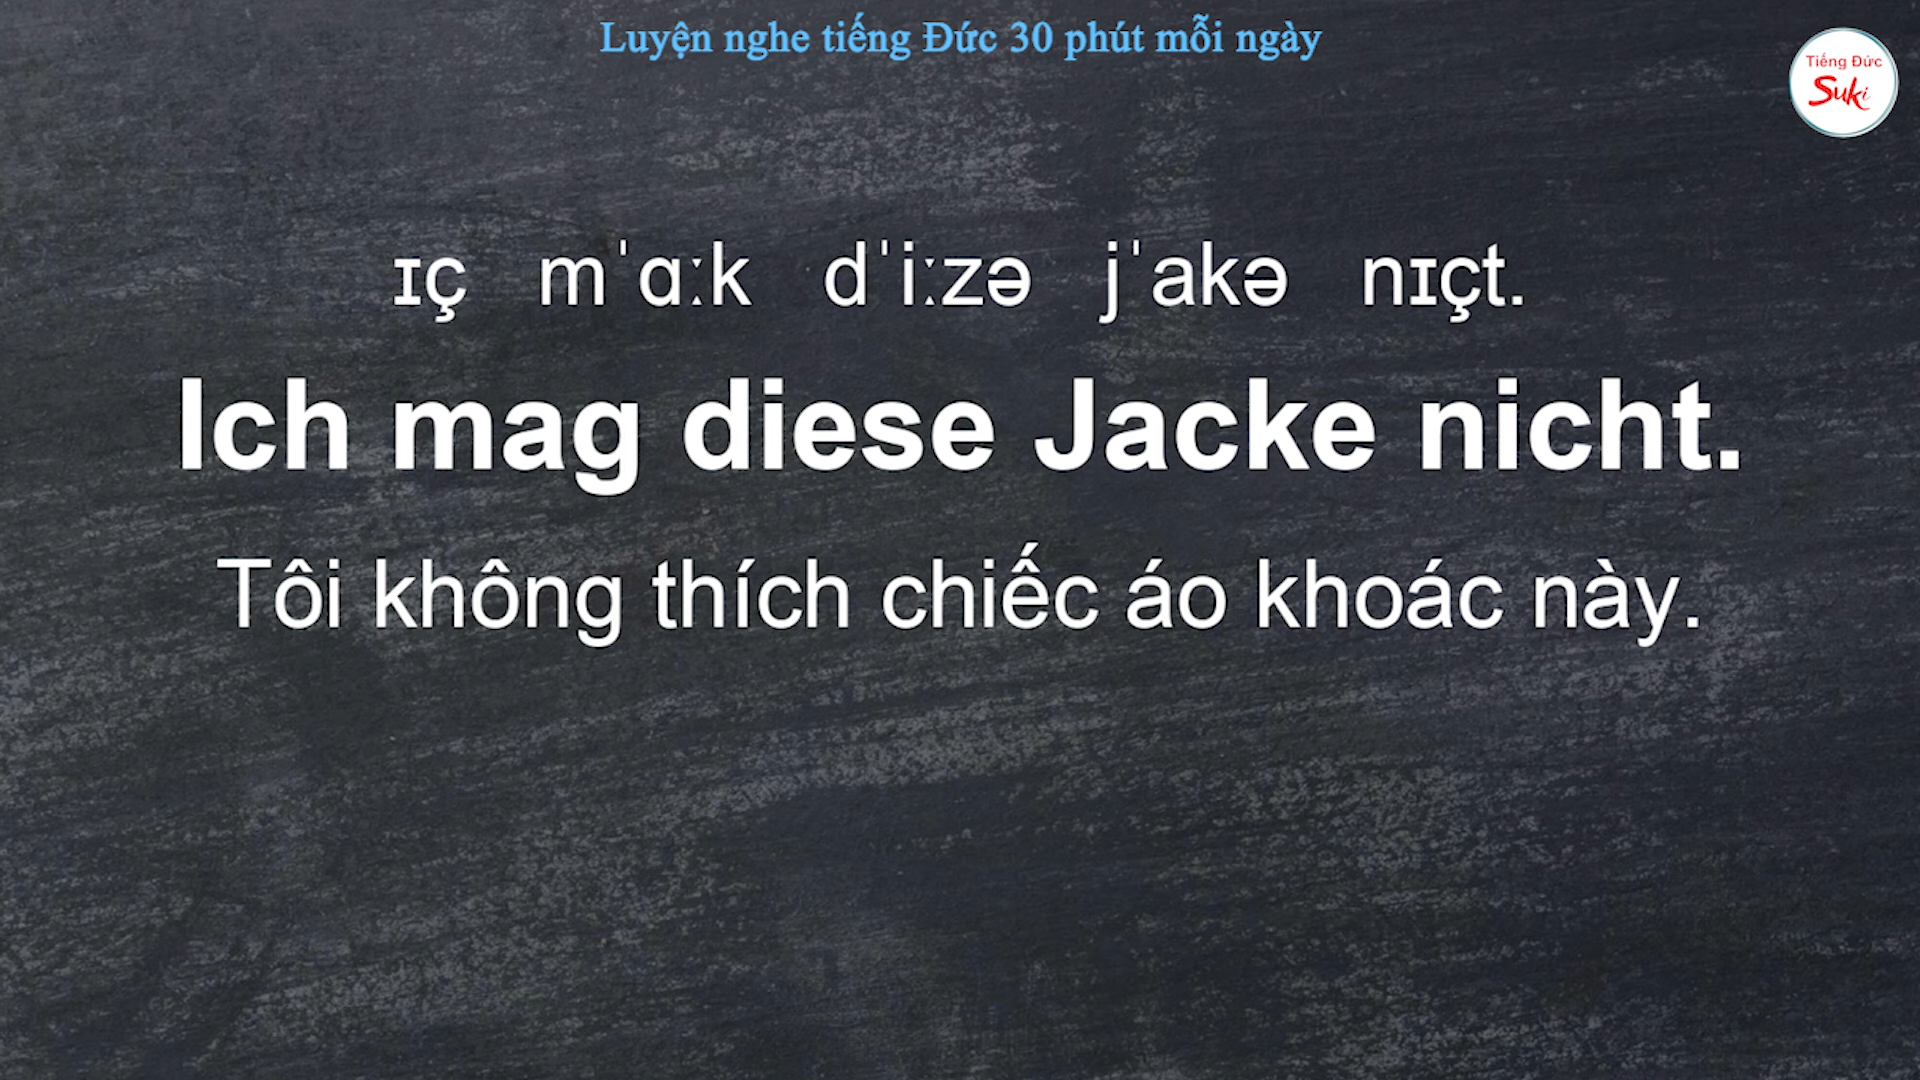 Luyện nghe tiếng Đức 30 phút mỗi ngày
Tiếng Đức
Suki
ɪç mˈɑːk dˈiːzə jˈakə nɪçt.
Ich mag diese Jacke nicht.
Tôi không thích chiếc áo khoác này.